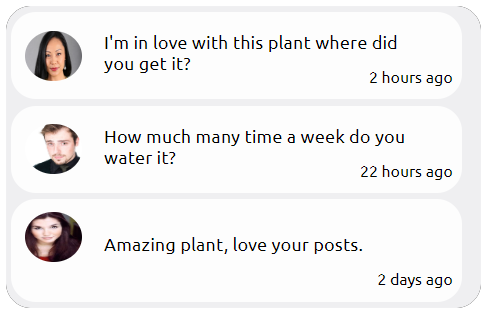 I'm in love with this plant where did
you get it?
2 hours ago
How much many time a week do you
water it?
22 hours ago
Amazing plant, love your posts.
2 days ago